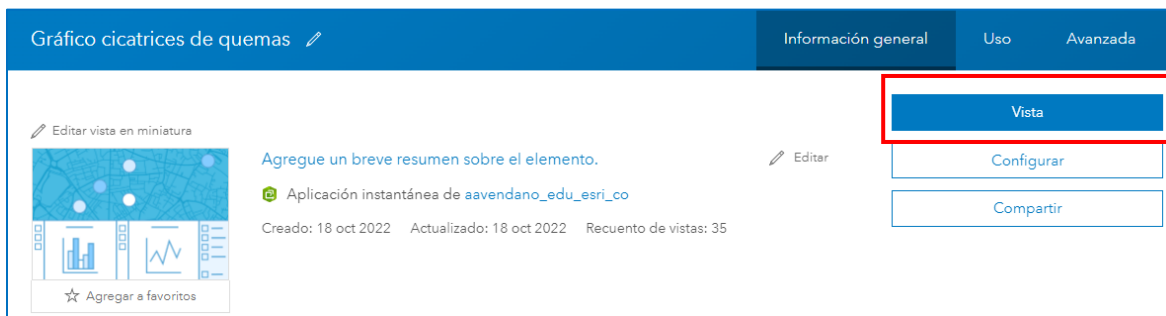 Gráfico cicatrices de quemas
Información general
Uso
Avanzada
Vista
Editar vista en miniatura
Agregue un breve resumen sobre el elemento.
Editar
Configurar
Aplicación instantánea de aavendano_edu_esri_co
Compartir
Creado: 18 oct 2022 Actualizado: 18 oct 2022 Recuento de vistas: 35
Agregar a favoritos